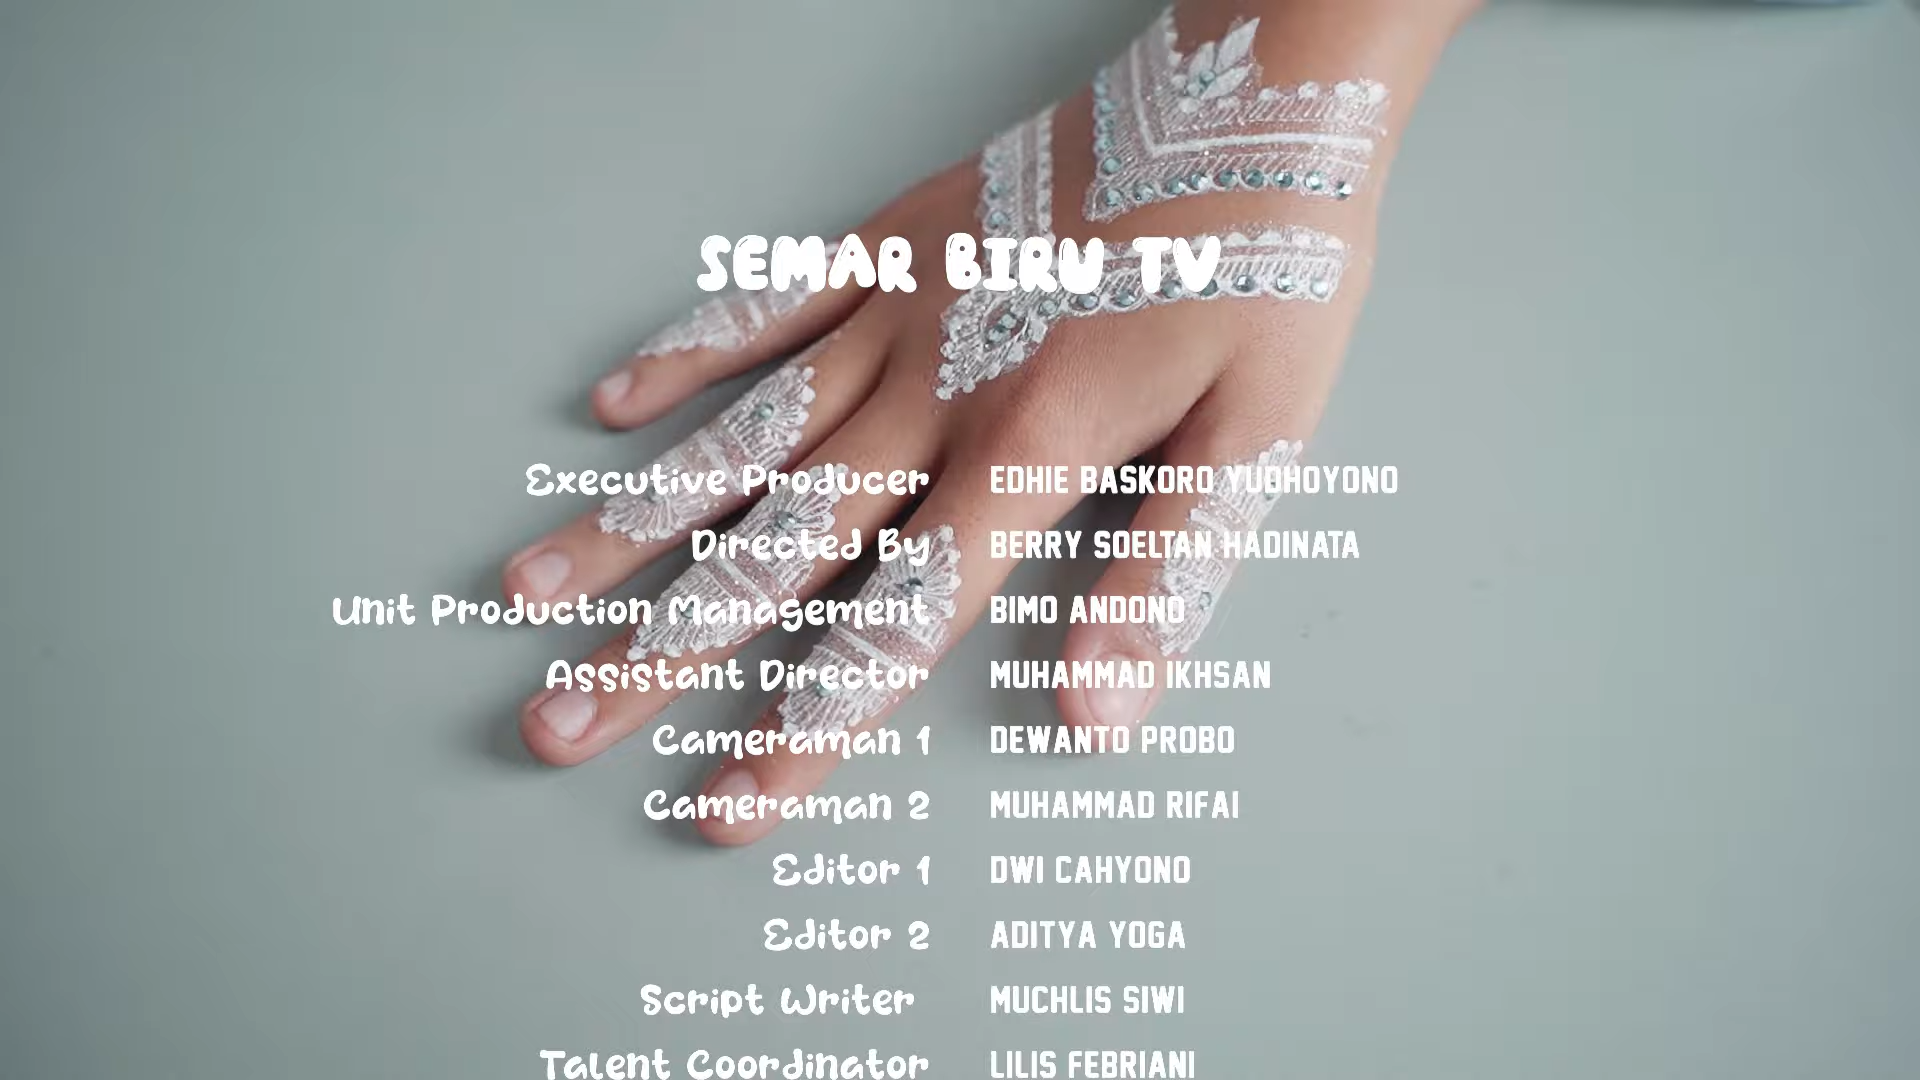 SEMAR BIRU TV
Executive Producer EDHIE BASKORO YUDHOYONO
Directed By BERRY SOELTAN HADINATA
Unit Production Management BIMO ANDONO
Assistant Director MUHAMMAD IKHSAN
Cameraman 1 DEWANTO PROBO
Cameraman 2 MUHAMMAD RIFAI
Editor 1 DWI CAHYONO
Editor 2 ADITYA YOGA
Script Writer MUCHLIS SIWI
Talent Coordinator LILIS FEBRIANI